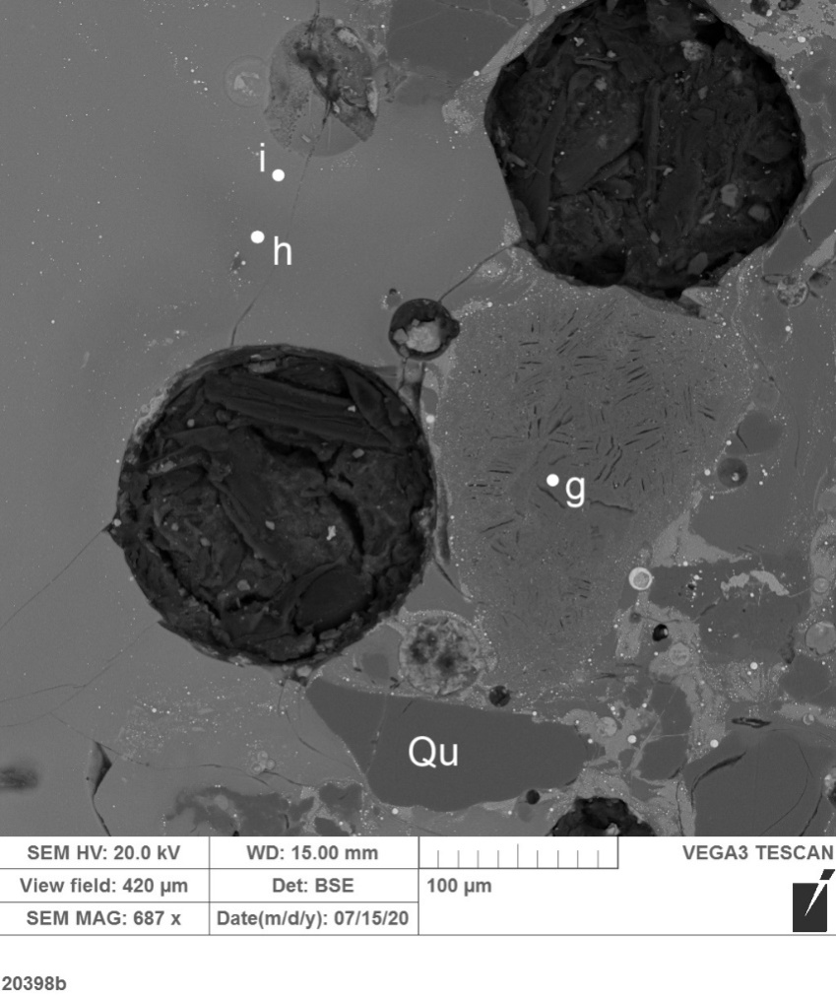 i
h
g
Qu
SEM HV: 20.0 kV
WD: 15.00 mm
VEGA3 TESCAN
View field: 420 µm
Det: BSE
100 µm
SEM MAG: 687 x
Date(m/d/y): 07/15/20
20398b